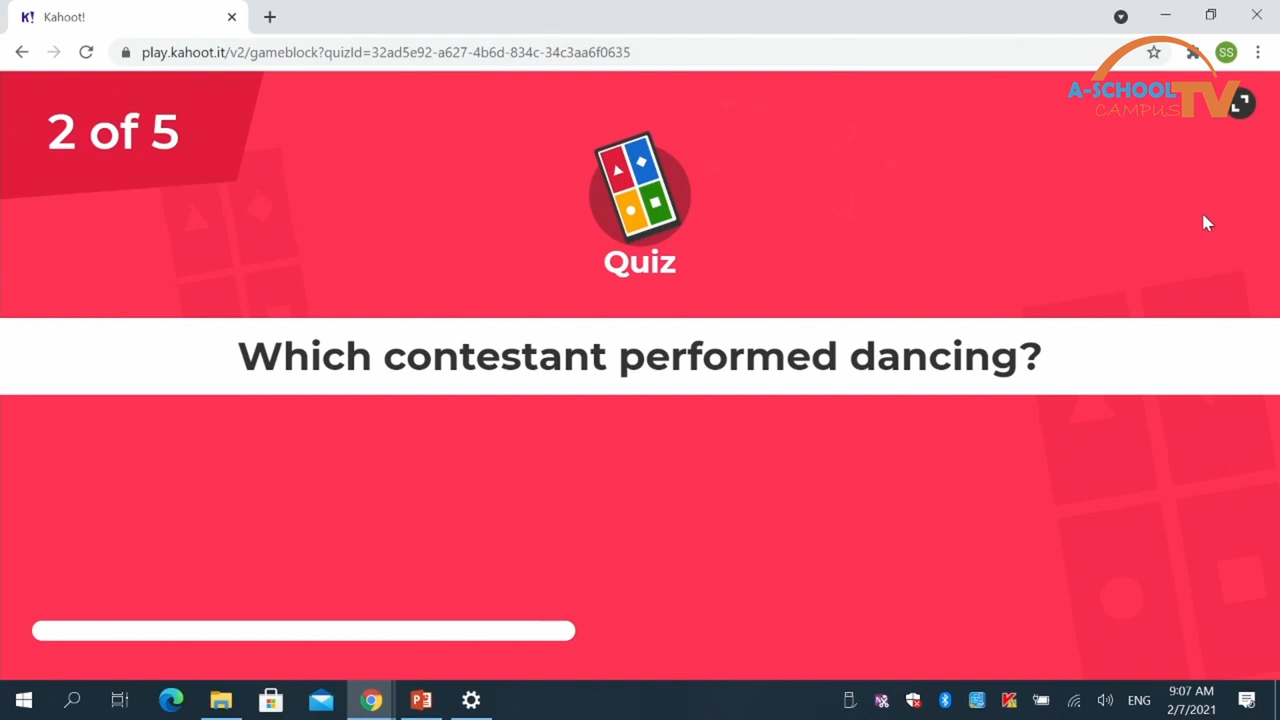 K! Kahoot!
play.kahoot.it/v2/gameblock?quizId=32ad5e92-a627-4b6d-834c-34c3aa6f0635
SS
A-SCHOOL TV
CAMPUS
2 of 5
Quiz
Which contestant performed dancing?
ENG
9:07 AM
2/7/2021